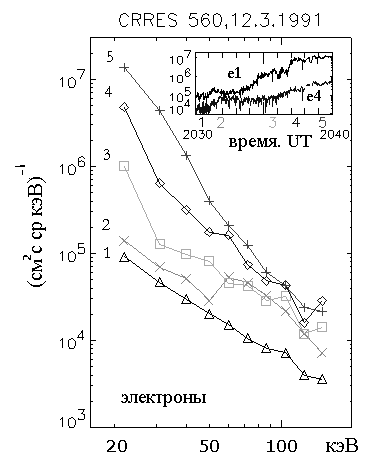 CRRES 560,12.3.1991
10⁷
10⁶
10⁵
10⁴
10³
(см² с ср кэВ)⁻¹
5
4
3
2
1
10⁷
10⁶
10⁵
10⁴
e1
e4
1 2 3 4 5
2030 2040
время. UT
электроны
20 50 100 кэВ